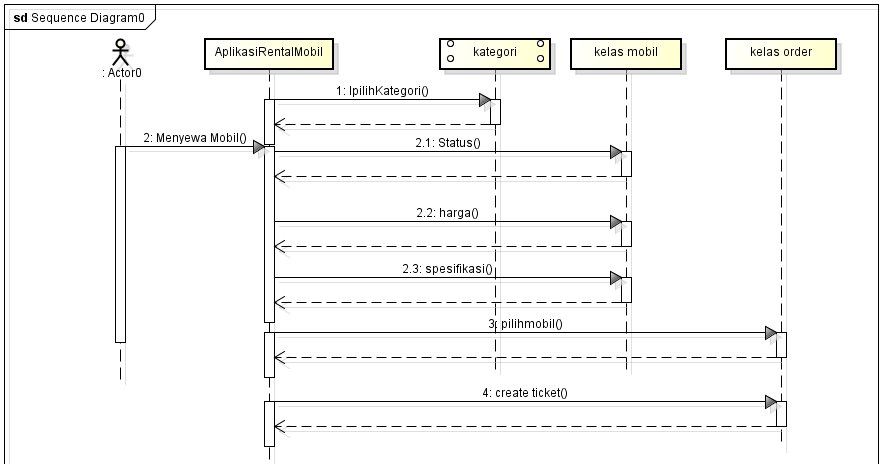 sd Sequence Diagram0
: Actor0
AplikasiRentalMobil
kategori
kelas mobil
kelas order
1: lpilihKategori()
2: Menyewa Mobil()
2.1: Status()
2.2: harga()
2.3: spesifikasi()
3: pilihmobil()
4: create ticket()